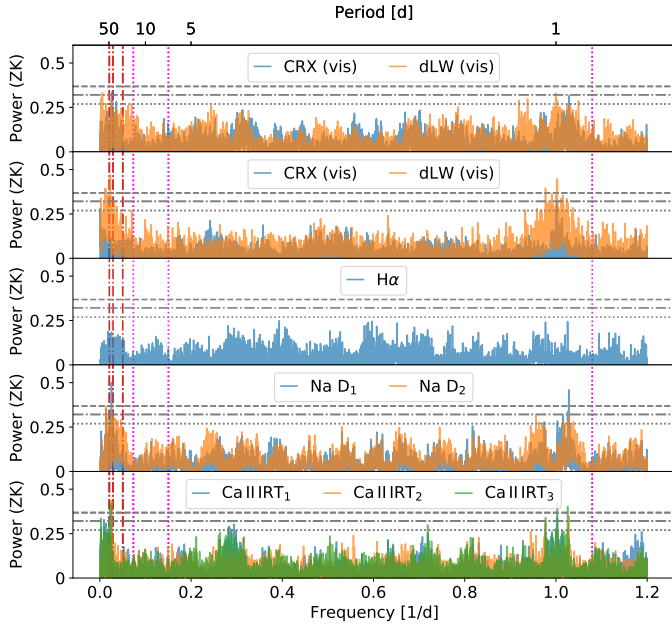 Period [d]
50 10 5 1
CRX (vis) dLW (vis)
Power (ZK)
0.5
0.25
0
CRX (vis) dLW (vis)
Power (ZK)
0.5
0.25
0
Hα
Power (ZK)
0.5
0.25
0
Na D₁ Na D₂
Power (ZK)
0.5
0.25
0
Ca II IRT₁ Ca II IRT₂ Ca II IRT₃
Power (ZK)
0.5
0.25
0
0.0 0.2 0.4 0.6 0.8 1.0 1.2
Frequency [1/d]